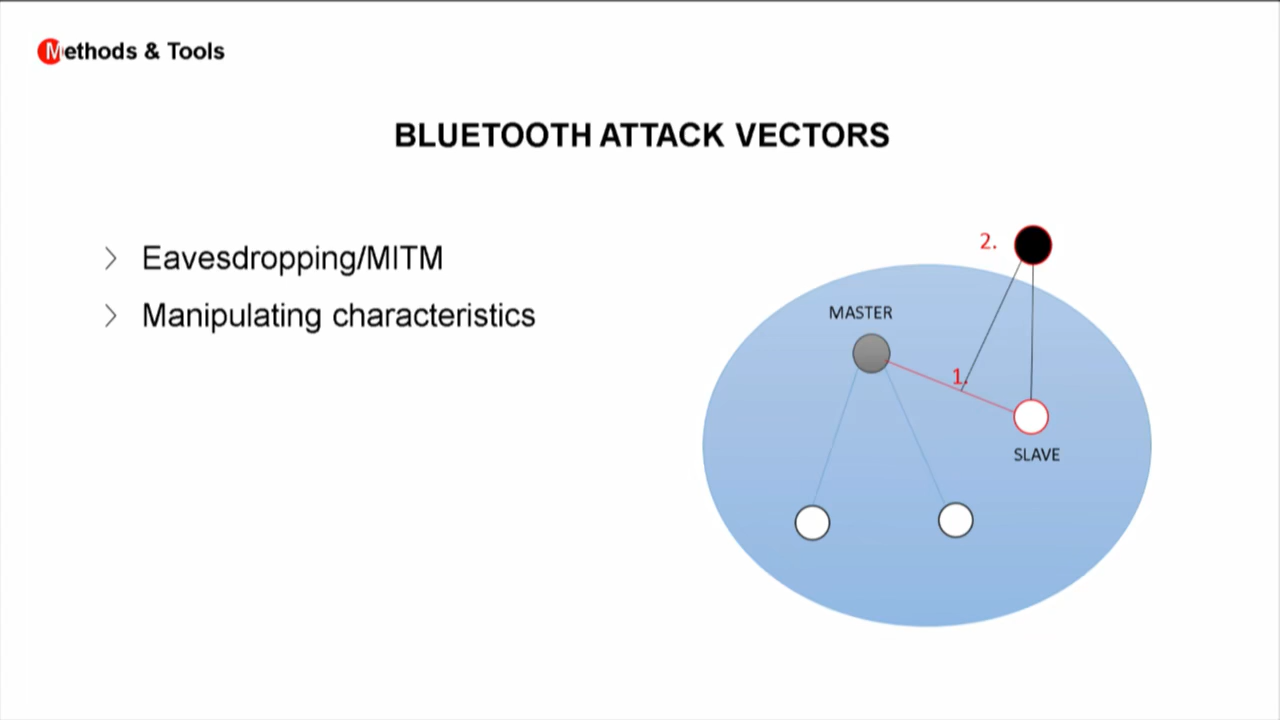 Methods & Tools
BLUETOOTH ATTACK VECTORS
Eavesdropping/MITM
Manipulating characteristics
2.
MASTER
1.
SLAVE